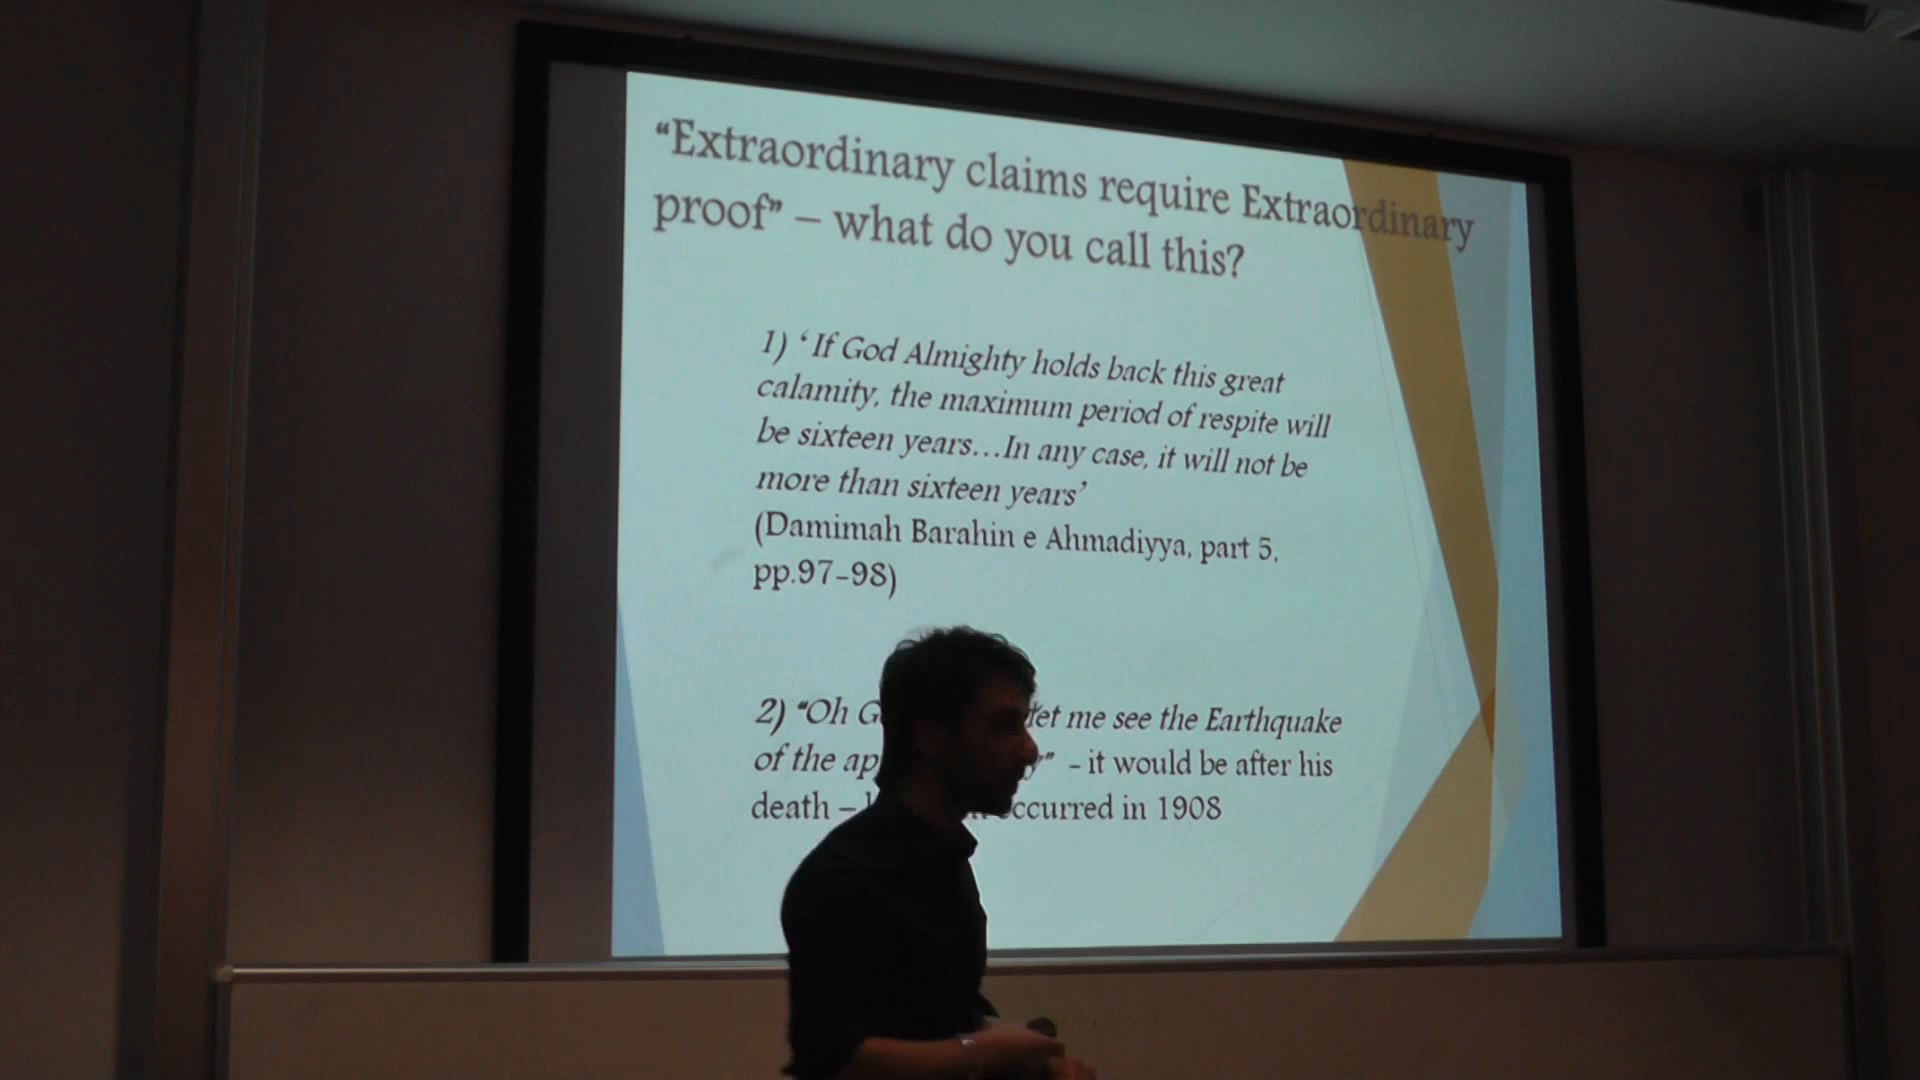 “Extraordinary claims require Extraordinary
proof” – what do you call this?
1) ‘ If God Almighty holds back this great
calamity, the maximum period of respite will
be sixteen years...In any case, it will not be
more than sixteen years’
(Damimah Barahin e Ahmadiyya, part 5,
pp.97-98)
2) “Oh let me see the Earthquake
of the - it would be after his
death – occurred in 1908